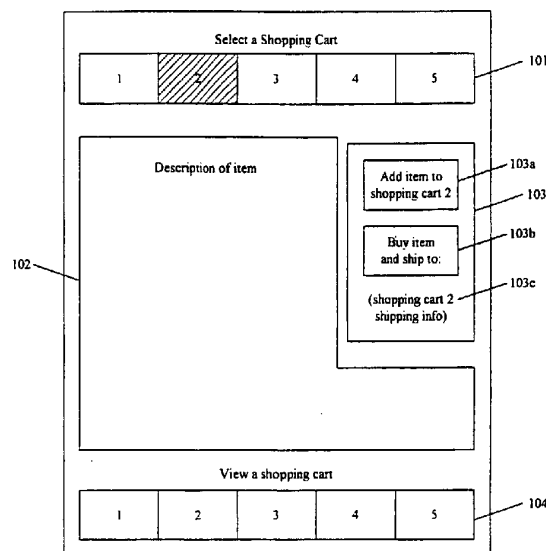 Select a Shopping Cart
1 2 3 4 5
101
Description of item
Add item to
shopping cart 2
103a
103
Buy item
and ship to:
103b
102
(shopping cart 2
shipping info)
103c
View a shopping cart
1 2 3 4 5
104